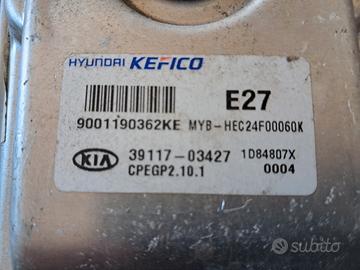 HYUNDAI KEFICO
E27
9001190362KE MYB-HEC24F00060K
KIA 39117-03427 1D84807X
CPEGP2.10.1 0004
subito